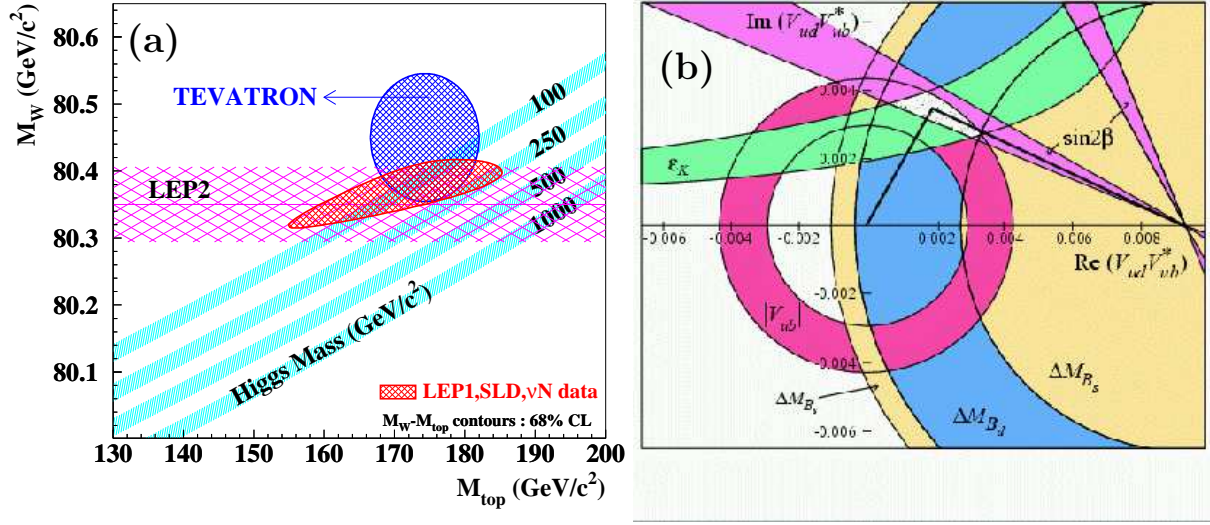 (a)
M_W (GeV/c²)
80.6
80.5
80.4
80.3
80.2
80.1
TEVATRON
LEP2
100
250
500
1000
Higgs Mass (GeV/c²)
LEP1,SLD,νN data
M_W-M_top contours : 68% CL
130 140 150 160 170 180 190 200
M_top (GeV/c²)
(b)
Im (V_ud V*_ub)
0.004
0.002
ε_K
sin2β
-0.006 -0.004 -0.002 0.002 0.004 0.006 0.008
Re (V_ud V*_ub)
-0.002
|V_ub|
-0.004
ΔM_Bs
ΔM_Bs
ΔM_Bd
-0.006